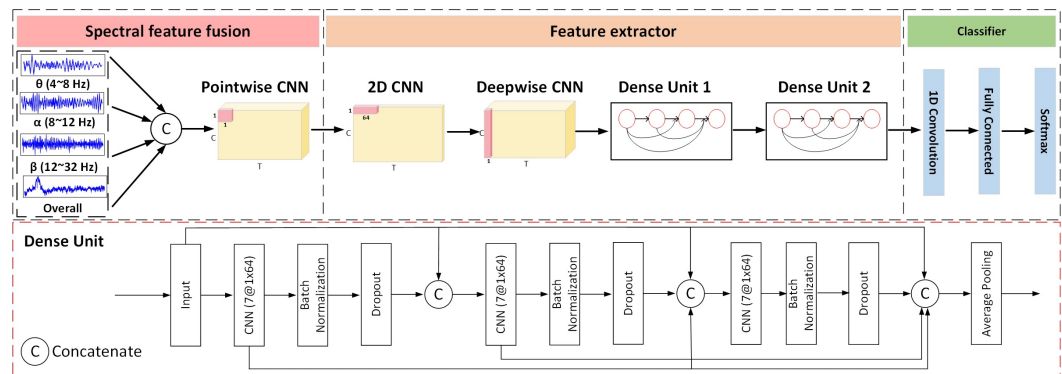 Spectral feature fusion
Feature extractor
Classifier
θ (4~8 Hz)
α (8~12 Hz)
β (12~32 Hz)
Overall
C
Pointwise CNN
1
1
C
T
2D CNN
1
64
C
T
Deepwise CNN
C
1
T
Dense Unit 1
Dense Unit 2
1D Convolution
Fully Connected
Softmax
Dense Unit
Input
CNN (7@1x64)
Batch
Normalization
Dropout
C
CNN (7@1x64)
Batch
Normalization
Dropout
C
CNN (7@1x64)
Batch
Normalization
Dropout
C
Average Pooling
C Concatenate